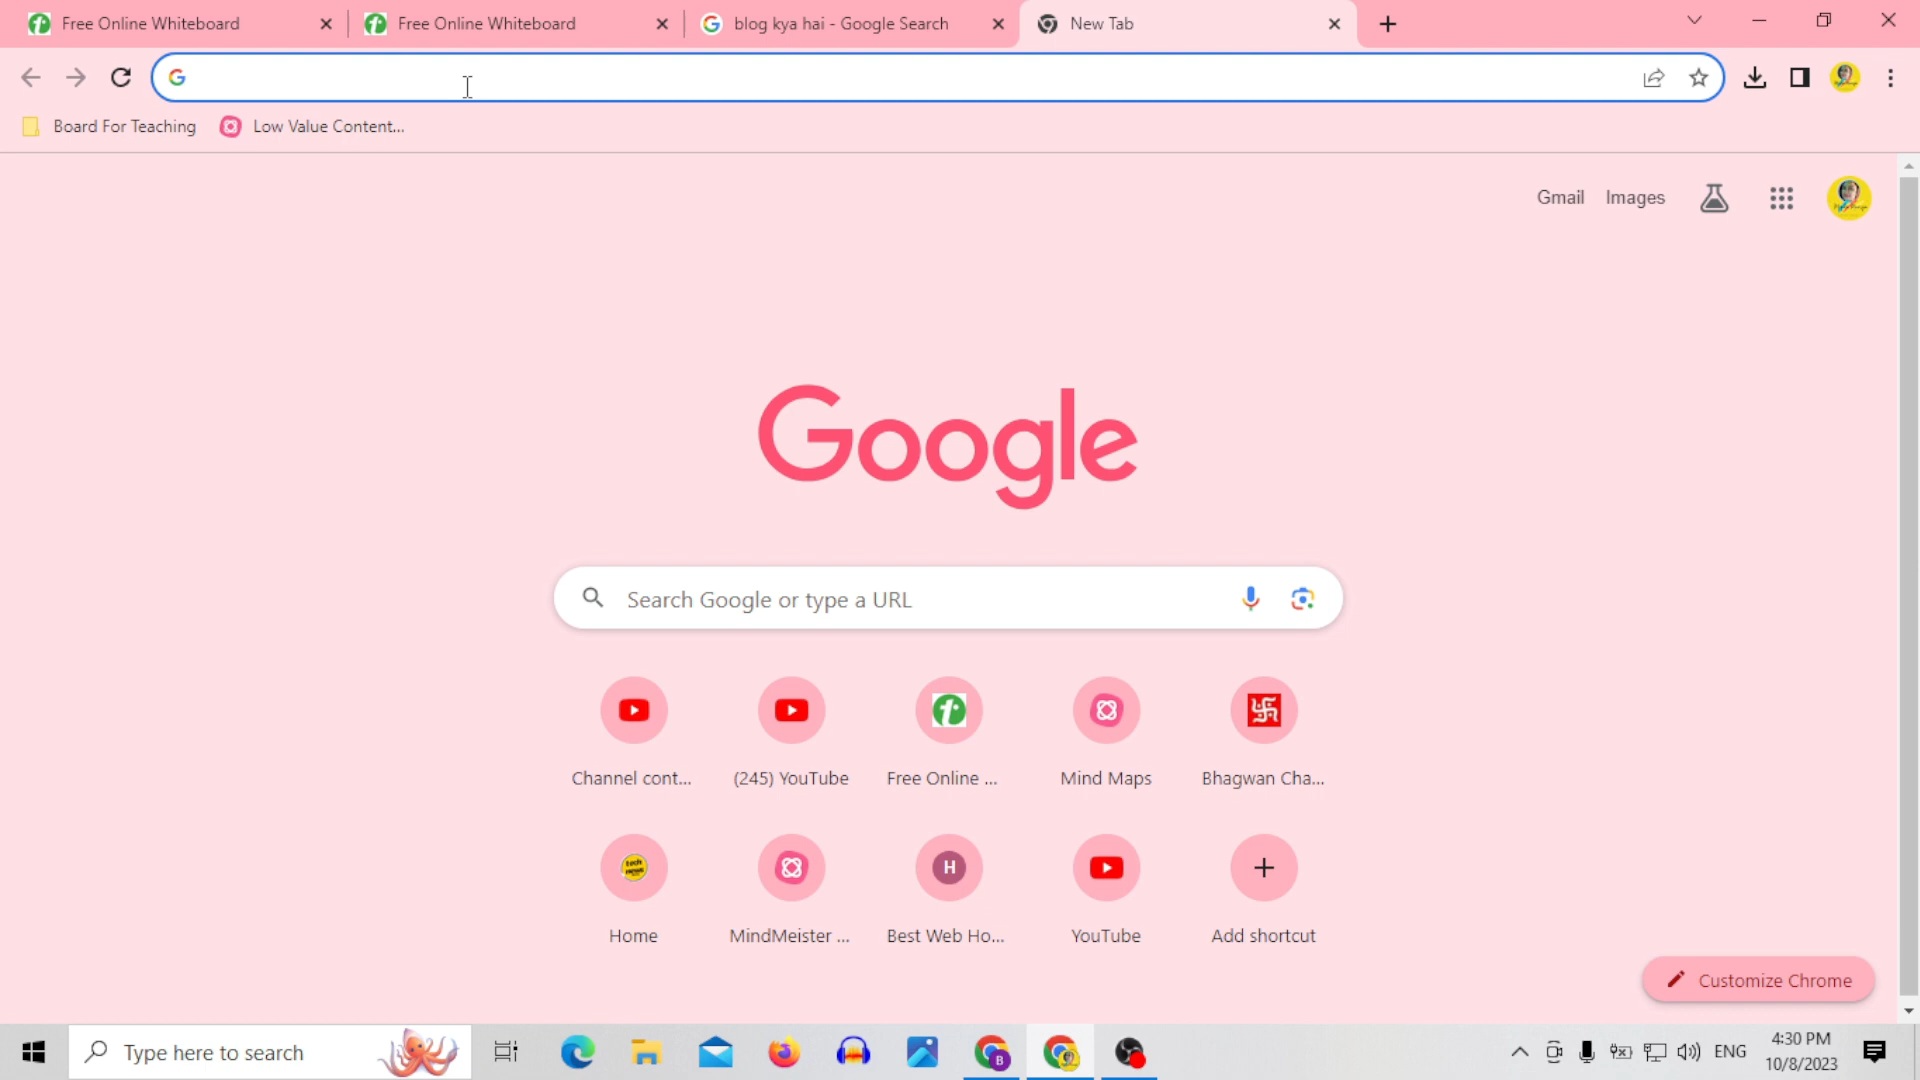 Free Online Whiteboard
Free Online Whiteboard
blog kya hai - Google Search
New Tab
Board For Teaching
Low Value Content...
Gmail
Images
Google
Search Google or type a URL
Channel cont...
(245) YouTube
Free Online ...
Mind Maps
Bhagwan Cha...
tech
news
H
Home
MindMeister ...
Best Web Ho...
YouTube
Add shortcut
Customize Chrome
Type here to search
B
ENG
4:30 PM
10/8/2023